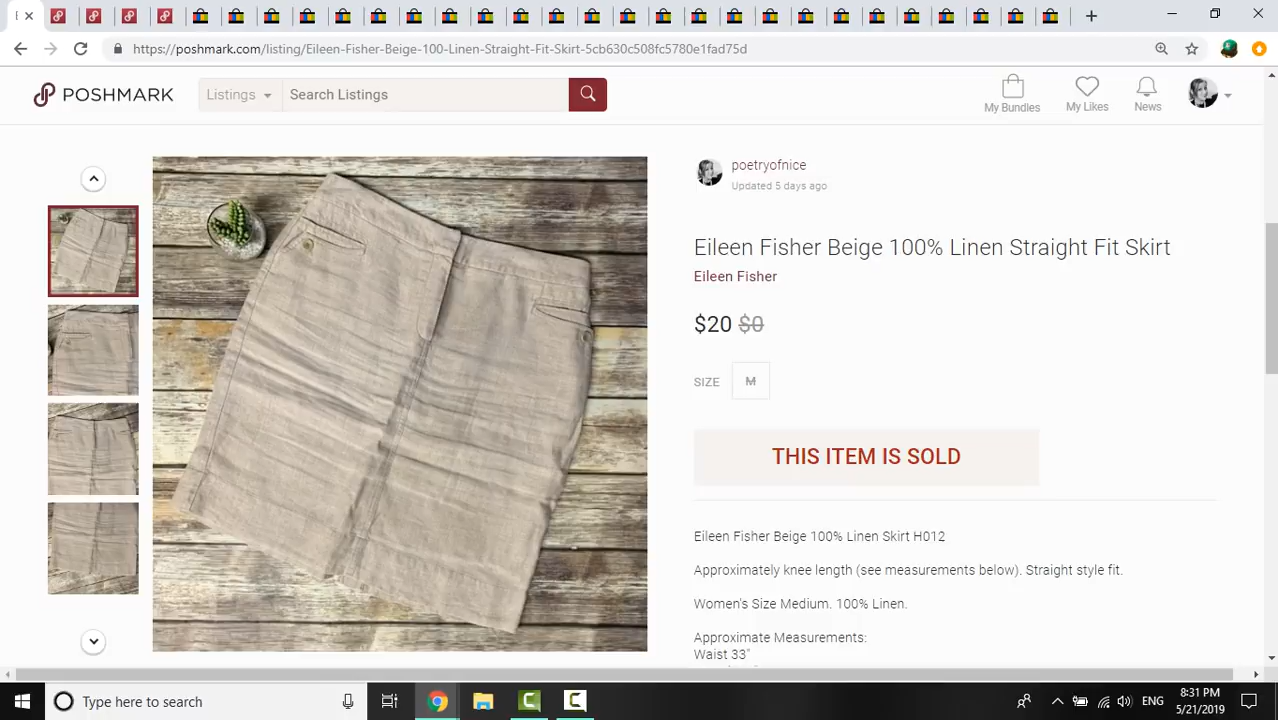 https://poshmark.com/listing/Eileen-Fisher-Beige-100-Linen-Straight-Fit-Skirt-5cb630c508fc5780e1fad75d
POSHMARK
Listings
Search Listings
My Bundles
My Likes
News
poetryofnice
Updated 5 days ago
Eileen Fisher Beige 100% Linen Straight Fit Skirt
Eileen Fisher
$20 $0
SIZE M
THIS ITEM IS SOLD
Eileen Fisher Beige 100% Linen Skirt H012
Approximately knee length (see measurements below). Straight style fit.
Women's Size Medium. 100% Linen.
Approximate Measurements:
Waist 33"
Type here to search
ENG
8:31 PM
5/21/2019